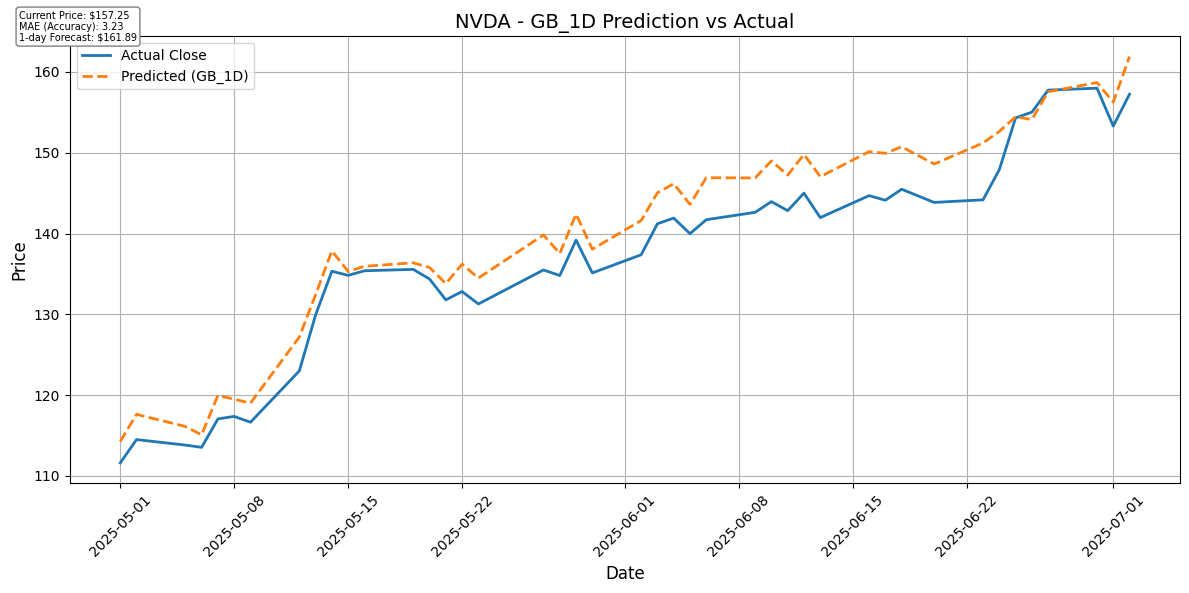 NVDA - GB_1D Prediction vs Actual
Current Price: $157.25
MAE (Accuracy): 3.23
1-day Forecast: $161.89
Actual Close
Predicted (GB_1D)
Price
160
150
140
130
120
110
2025-05-01
2025-05-08
2025-05-15
2025-05-22
2025-06-01
2025-06-08
2025-06-15
2025-06-22
2025-07-01
Date